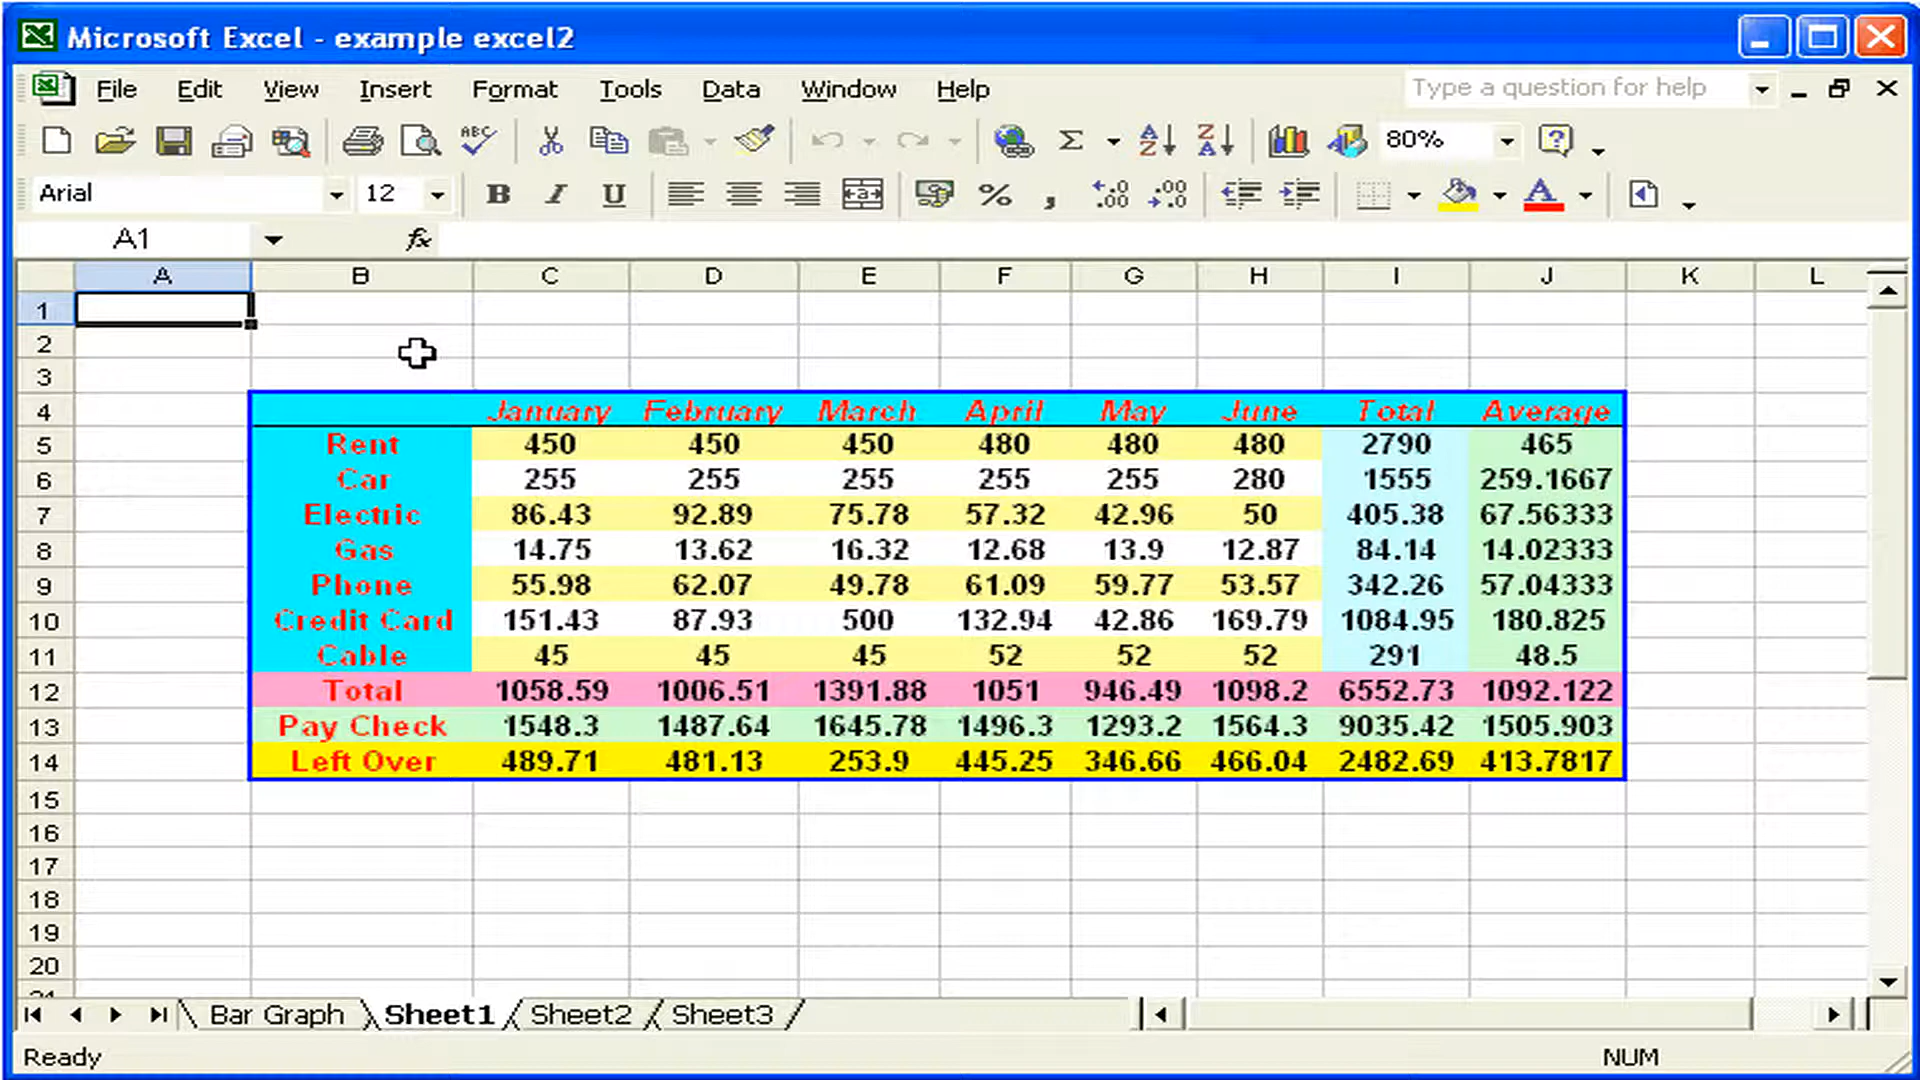 Microsoft Excel - example excel2
File Edit View Insert Format Tools Data Window Help Type a question for help
ABC Σ A Z Z A 80% ?
Arial 12 B I U a % , .0 .00 .00 .0 A
A1 fx
A B C D E F G H I J K L
1
2
3
4 January February March April May June Total Average
5 Rent 450 450 450 480 480 480 2790 465
6 Car 255 255 255 255 255 280 1555 259.1667
7 Electric 86.43 92.89 75.78 57.32 42.96 50 405.38 67.56333
8 Gas 14.75 13.62 16.32 12.68 13.9 12.87 84.14 14.02333
9 Phone 55.98 62.07 49.78 61.09 59.77 53.57 342.26 57.04333
10 Credit Card 151.43 87.93 500 132.94 42.86 169.79 1084.95 180.825
11 Cable 45 45 45 52 52 52 291 48.5
12 Total 1058.59 1006.51 1391.88 1051 946.49 1098.2 6552.73 1092.122
13 Pay Check 1548.3 1487.64 1645.78 1496.3 1293.2 1564.3 9035.42 1505.903
14 Left Over 489.71 481.13 253.9 445.25 346.66 466.04 2482.69 413.7817
15
16
17
18
19
20
Bar Graph Sheet1 Sheet2 Sheet3
Ready NUM